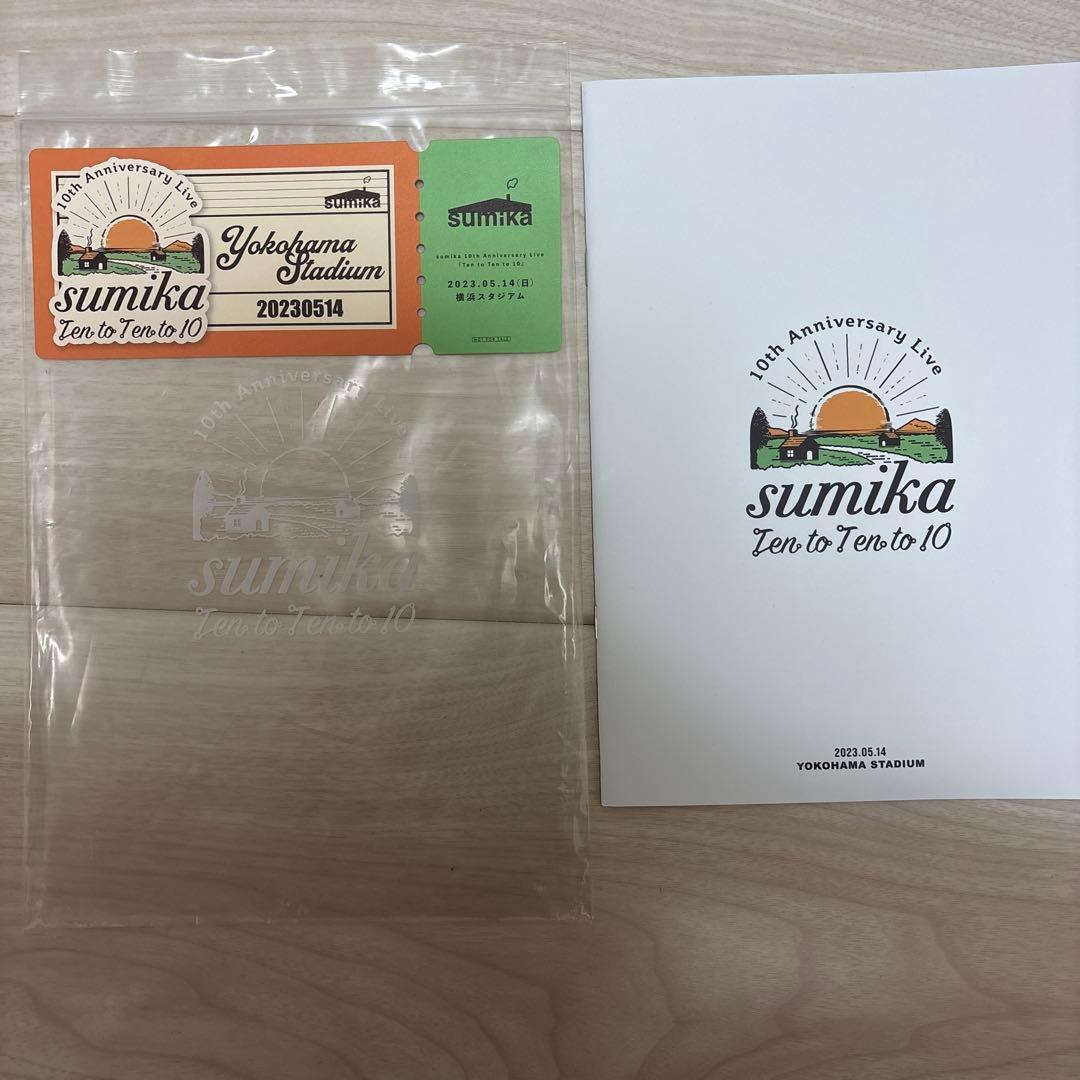 10th Anniversary Live
sumika
Ten to Ten to 10
sumika
Yokohama
Stadium
20230514
sumika
sumika 10th Anniversary Live
『Ten to Ten to 10』
2023.05.14(日)
横浜スタジアム
NOT FOR SALE
10th Anniversary Live
sumika
Ten to Ten to 10
10th Anniversary Live
sumika
Ten to Ten to 10
2023.05.14
YOKOHAMA STADIUM